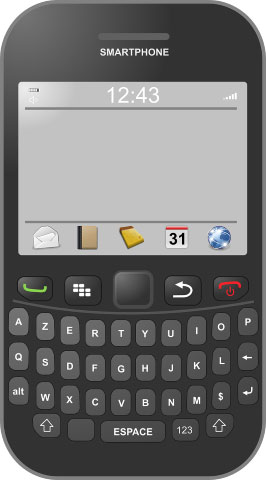 SMARTPHONE
12:43
31
A Z E R T Y U I O P
Q S D F G H J K L
alt W X C V B N M $
ESPACE 123